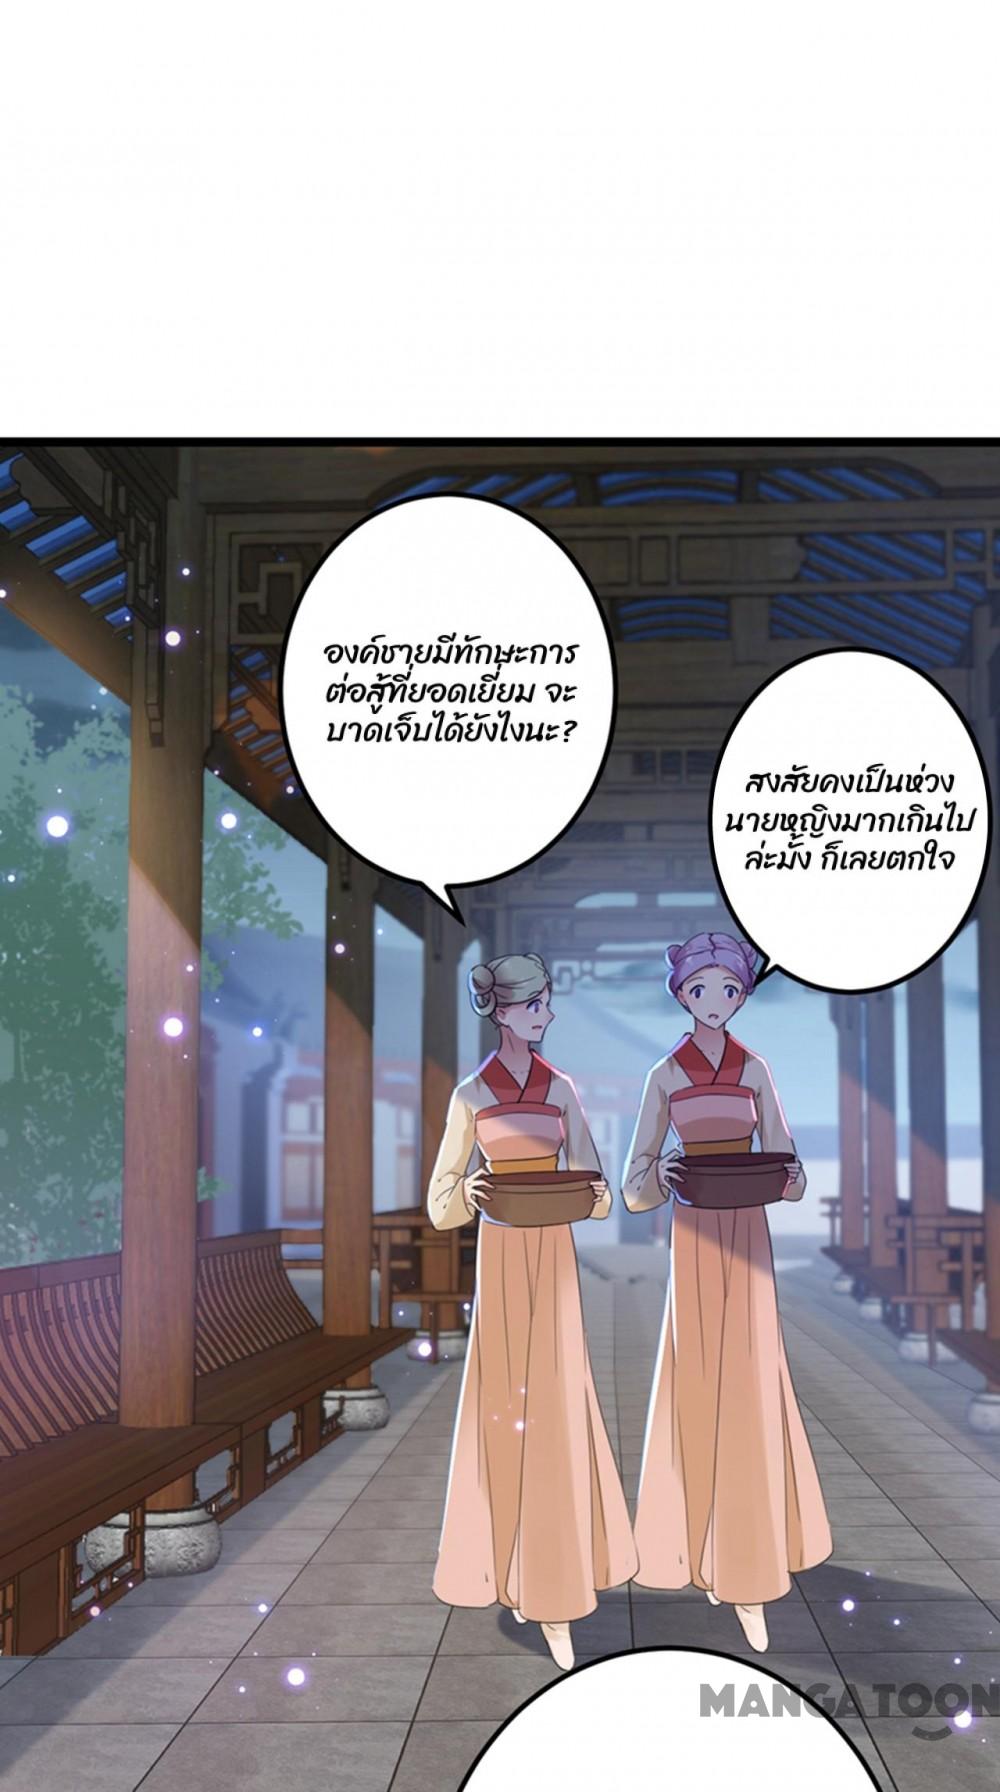 องค์ชายมีทักษะการ
ต่อสู้ที่ยอดเยี่ยม จะ
บาดเจ็บได้ยังไงนะ?
สงสัยคงเป็นห่วง
นายหญิงมากเกินไป
ล่ะมั้ง ก็เลยตกใจ
MANGATOON